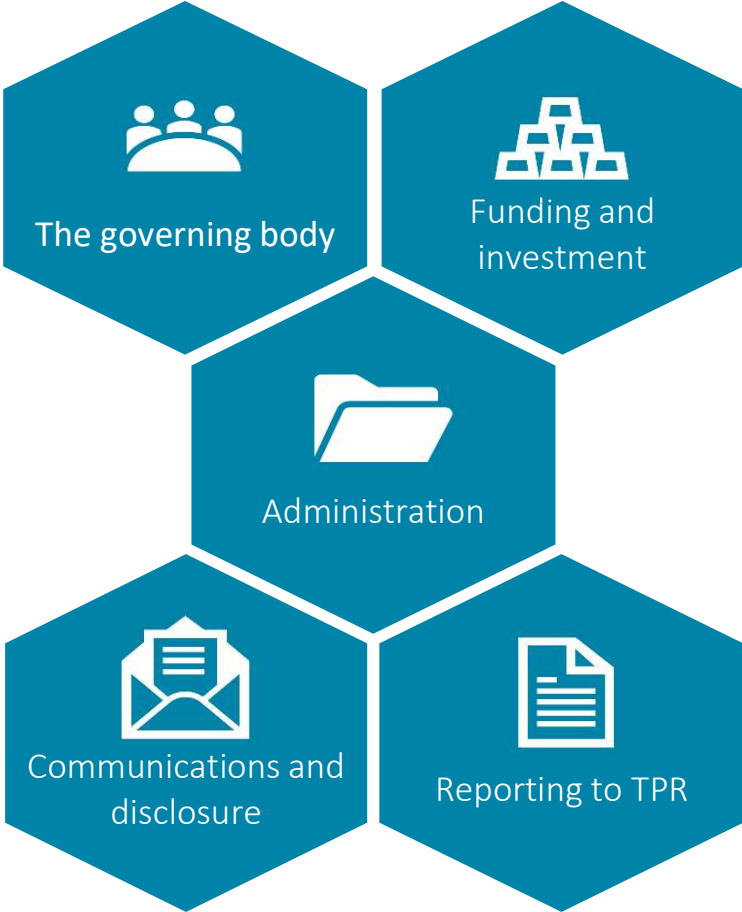 The governing body
Funding and
investment
Administration
Communications and
disclosure
Reporting to TPR